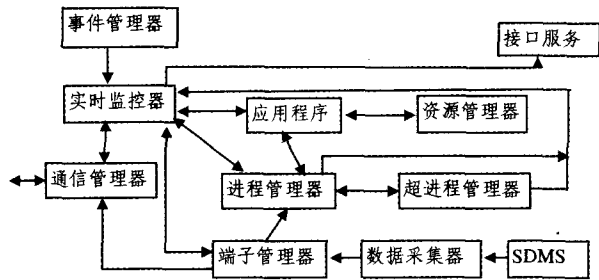 事件管理器
接口服务
实时监控器
应用程序
资源管理器
通信管理器
进程管理器
超进程管理器
端子管理器
数据采集器
SDMS